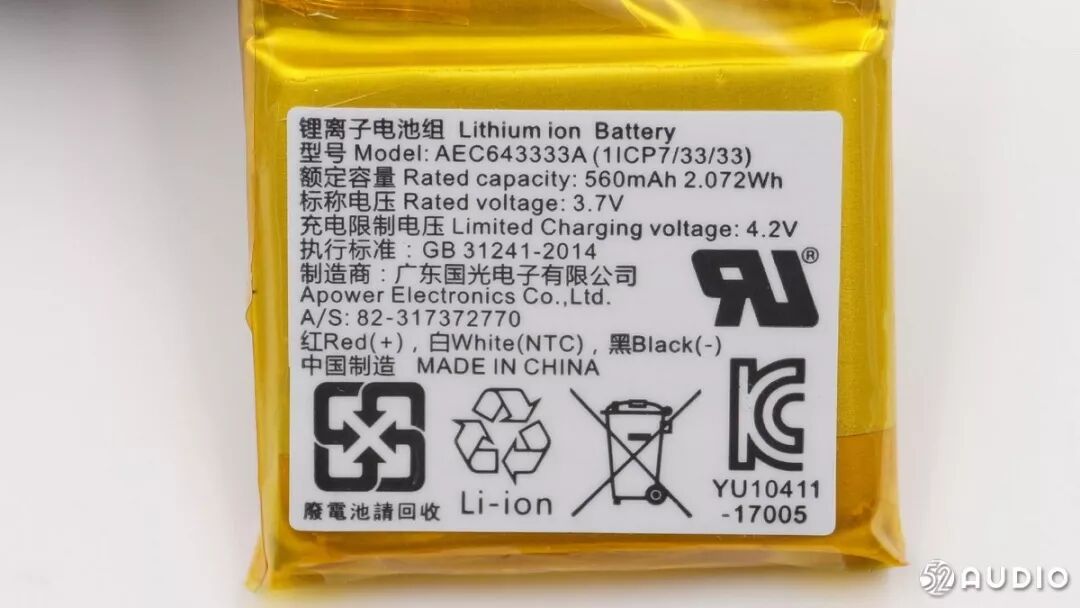 锂离子电池组 Lithium ion Battery
型号 Model: AEC643333A (1ICP7/33/33)
额定容量 Rated capacity: 560mAh 2.072Wh
标称电压 Rated voltage: 3.7V
充电限制电压 Limited Charging voltage: 4.2V
执行标准: GB 31241-2014
制造商: 广东国光电子有限公司
Apower Electronics Co.,Ltd.
A/S: 82-317372770
红Red(+) , 白White(NTC) , 黑Black(-)
中国制造 MADE IN CHINA
RU®
廢電池請回收
Li-ion
KC
YU10411
-17005
52AUDIO